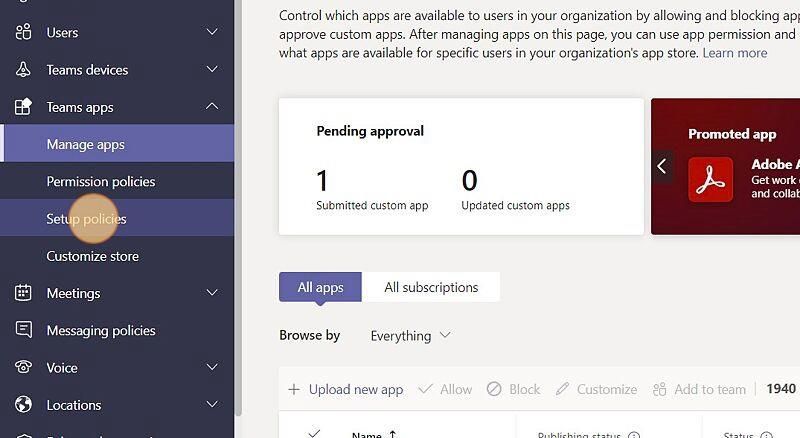 Users
Teams devices
Teams apps
Manage apps
Permission policies
Setup policies
Customize store
Meetings
Messaging policies
Voice
Locations
Control which apps are available to users in your organization by allowing and blocking app
approve custom apps. After managing apps on this page, you can use app permission and
what apps are available for specific users in your organization's app store. Learn more
Pending approval
1
Submitted custom app
0
Updated custom apps
Promoted app
Adobe A
Get work
and collab
All apps
All subscriptions
Browse by
Everything
Upload new app
Allow
Block
Customize
Add to team
1940
Name
Publishing status
Status